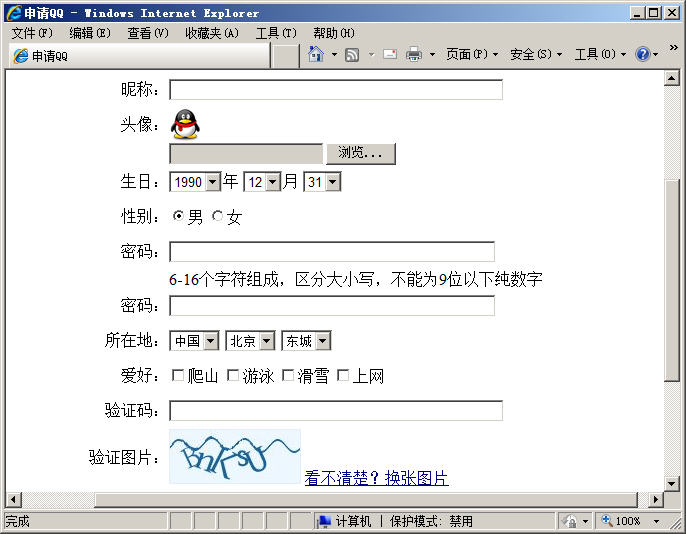 申请QQ - Windows Internet Explorer
文件(F) 编辑(E) 查看(V) 收藏夹(A) 工具(T) 帮助(H)
申请QQ 页面(P) 安全(S) 工具(O) »
昵称:
头像:
浏览...
生日: 1990 年 12 月 31
性别: 男 女
密码:
6-16个字符组成，区分大小写，不能为9位以下纯数字
密码:
所在地: 中国 北京 东城
爱好: 爬山 游泳 滑雪 上网
验证码:
验证图片: BnKsU 看不清楚？换张图片
完成 计算机 | 保护模式: 禁用 100%